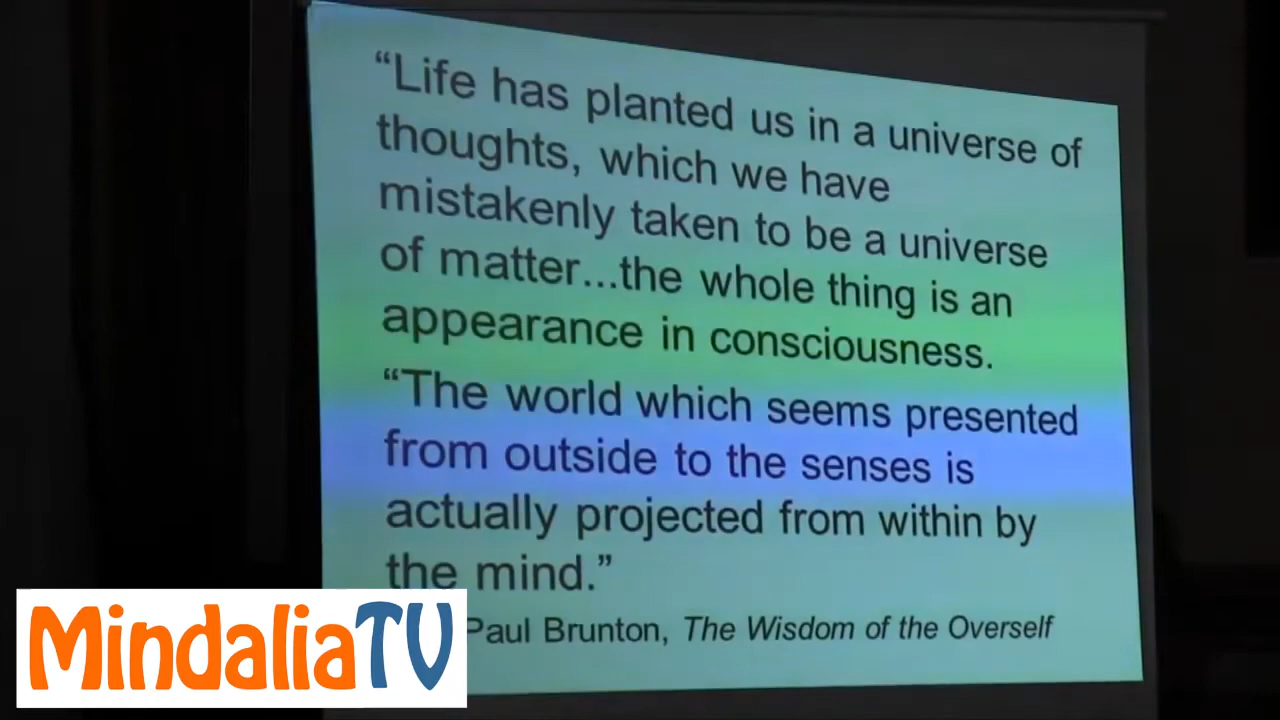 “Life has planted us in a universe of
thoughts, which we have
mistakenly taken to be a universe
of matter...the whole thing is an
appearance in consciousness.
“The world which seems presented
from outside to the senses is
actually projected from within by
the mind.”
Paul Brunton, The Wisdom of the Overself
MindaliaTV